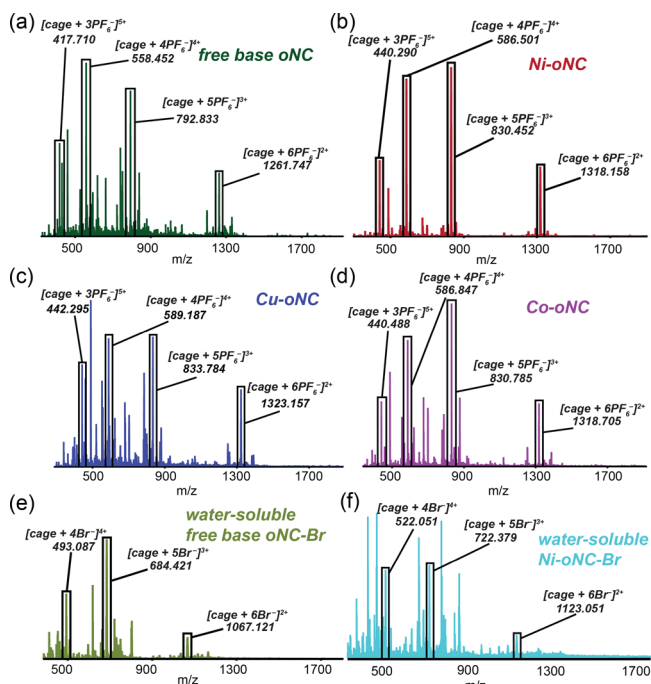 (a)
[cage + 3PF₆⁻]⁵⁺
417.710
[cage + 4PF₆⁻]⁴⁺
558.452
free base oNC
[cage + 5PF₆⁻]³⁺
792.833
[cage + 6PF₆⁻]²⁺
1261.747
500 900 1300 1700
m/z
(b)
[cage + 3PF₆⁻]⁵⁺
440.290
[cage + 4PF₆⁻]⁴⁺
586.501
Ni-oNC
[cage + 5PF₆⁻]³⁺
830.452
[cage + 6PF₆⁻]²⁺
1318.158
500 900 1300 1700
m/z
(c)
[cage + 3PF₆⁻]⁵⁺
442.295
[cage + 4PF₆⁻]⁴⁺
589.187
Cu-oNC
[cage + 5PF₆⁻]³⁺
833.784
[cage + 6PF₆⁻]²⁺
1323.157
500 900 1300 1700
m/z
(d)
[cage + 3PF₆⁻]⁵⁺
440.488
[cage + 4PF₆⁻]⁴⁺
586.847
Co-oNC
[cage + 5PF₆⁻]³⁺
830.785
[cage + 6PF₆⁻]²⁺
1318.705
500 900 1300 1700
m/z
(e)
water-soluble
free base oNC-Br
[cage + 4Br⁻]⁴⁺
493.087
[cage + 5Br⁻]³⁺
684.421
[cage + 6Br⁻]²⁺
1067.121
500 900 1300 1700
m/z
(f)
[cage + 4Br⁻]⁴⁺
522.051
[cage + 5Br⁻]³⁺
722.379
water-soluble
Ni-oNC-Br
[cage + 6Br⁻]²⁺
1123.051
500 900 1300 1700
m/z